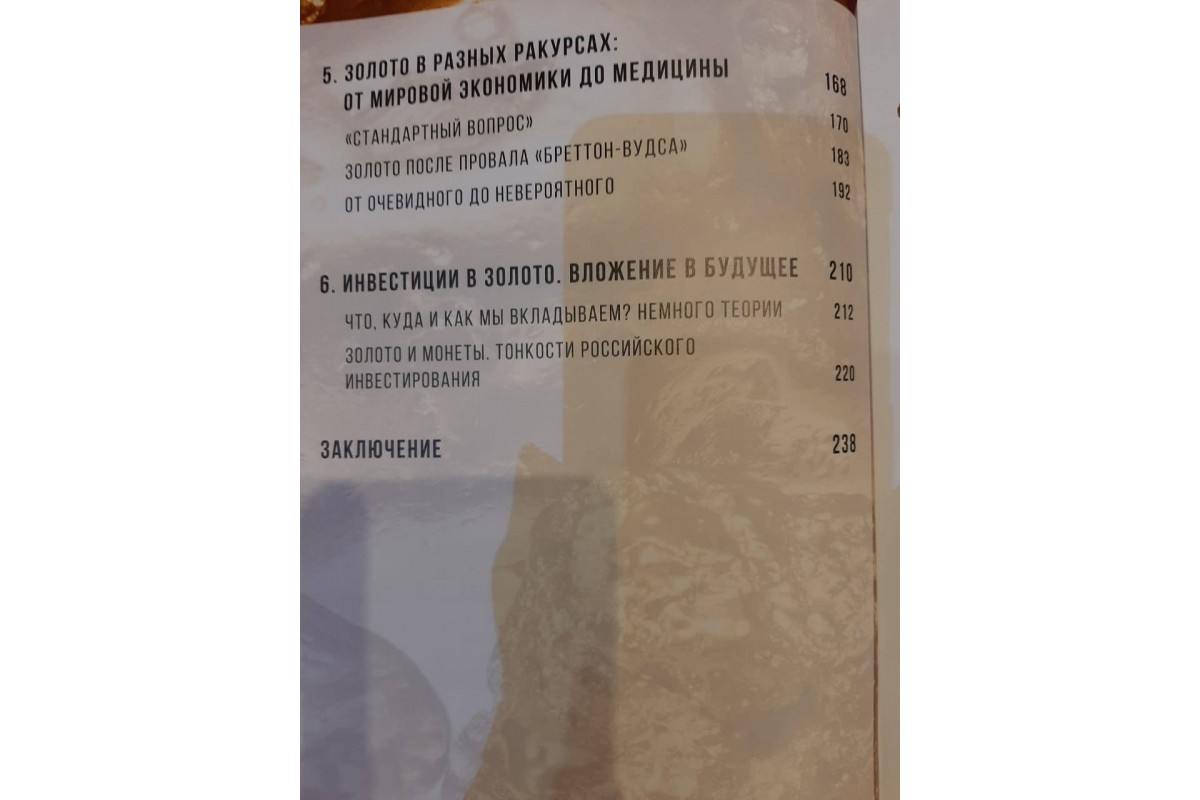 5. ЗОЛОТО В РАЗНЫХ РАКУРСАХ:
ОТ МИРОВОЙ ЭКОНОМИКИ ДО МЕДИЦИНЫ 168
«СТАНДАРТНЫЙ ВОПРОС» 170
ЗОЛОТО ПОСЛЕ ПРОВАЛА «БРЕТТОН-ВУДСА» 183
ОТ ОЧЕВИДНОГО ДО НЕВЕРОЯТНОГО 192
6. ИНВЕСТИЦИИ В ЗОЛОТО. ВЛОЖЕНИЕ В БУДУЩЕЕ 210
ЧТО, КУДА И КАК МЫ ВКЛАДЫВАЕМ? НЕМНОГО ТЕОРИИ 212
ЗОЛОТО И МОНЕТЫ. ТОНКОСТИ РОССИЙСКОГО
ИНВЕСТИРОВАНИЯ 220
ЗАКЛЮЧЕНИЕ 238